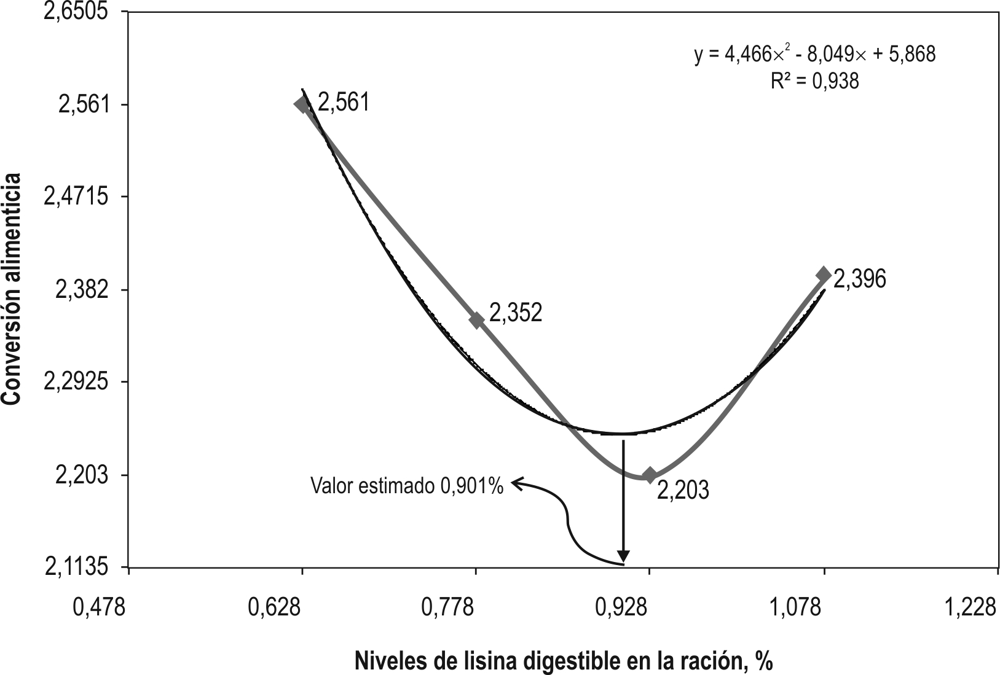 2,6505
y = 4,466×² - 8,049× + 5,868
R² = 0,938
2,561
2,561
2,4715
2,382
2,396
2,352
2,2925
2,203
Valor estimado 0,901%
2,203
2,1135
Conversión alimenticia
0,478 0,628 0,778 0,928 1,078 1,228
Niveles de lisina digestible en la ración, %